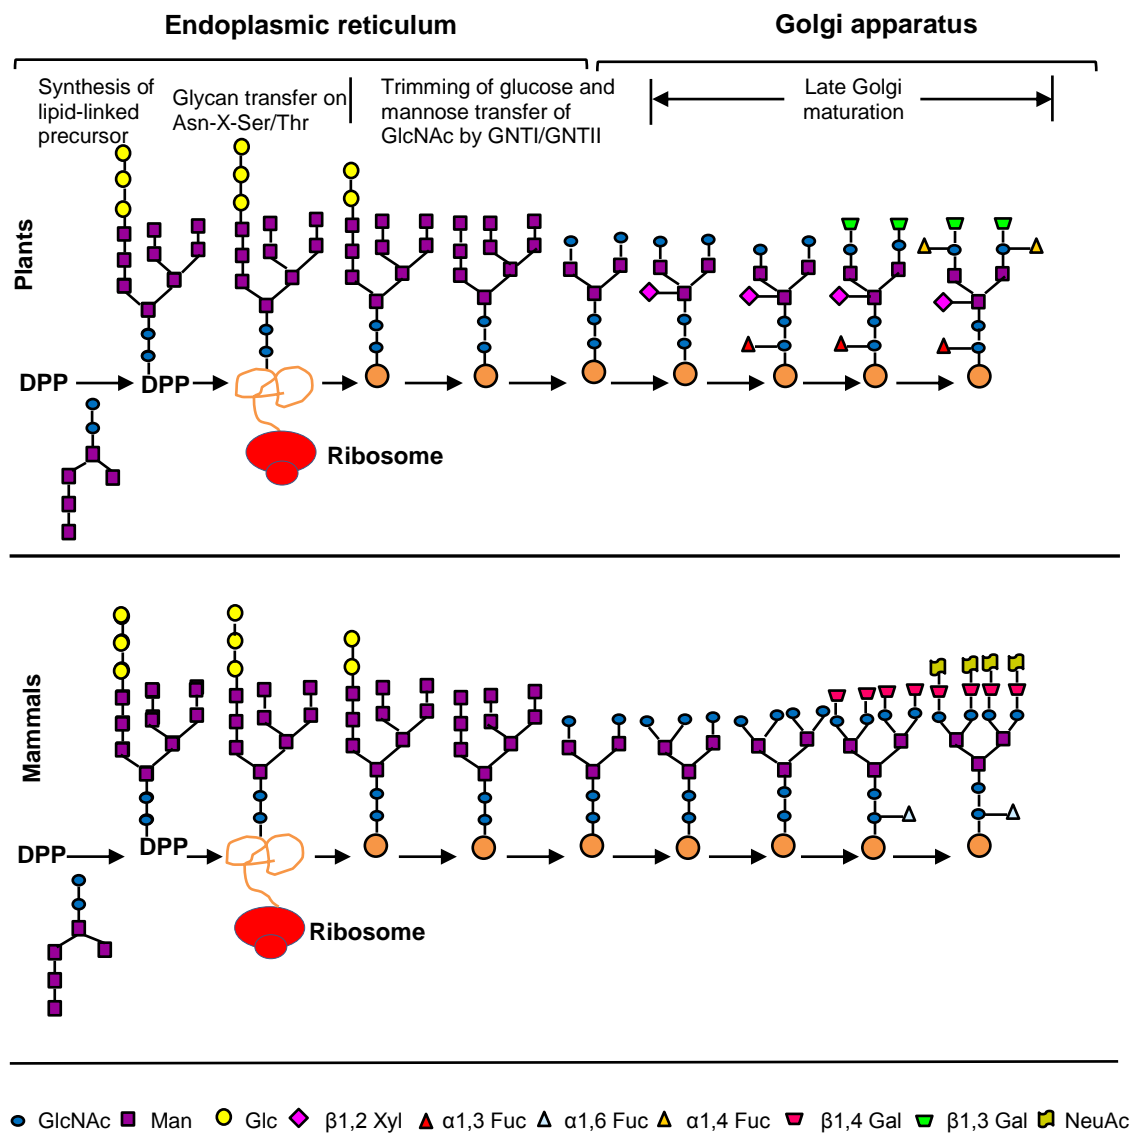 Endoplasmic reticulum
Golgi apparatus
Synthesis of
lipid-linked
precursor
Glycan transfer on
Asn-X-Ser/Thr
Trimming of glucose and
mannose transfer of
GlcNAc by GNTI/GNTII
Late Golgi
maturation
Plants
DPP
DPP
Ribosome
Mammals
DPP
DPP
Ribosome
GlcNAc Man Glc β1,2 Xyl α1,3 Fuc α1,6 Fuc α1,4 Fuc β1,4 Gal β1,3 Gal NeuAc